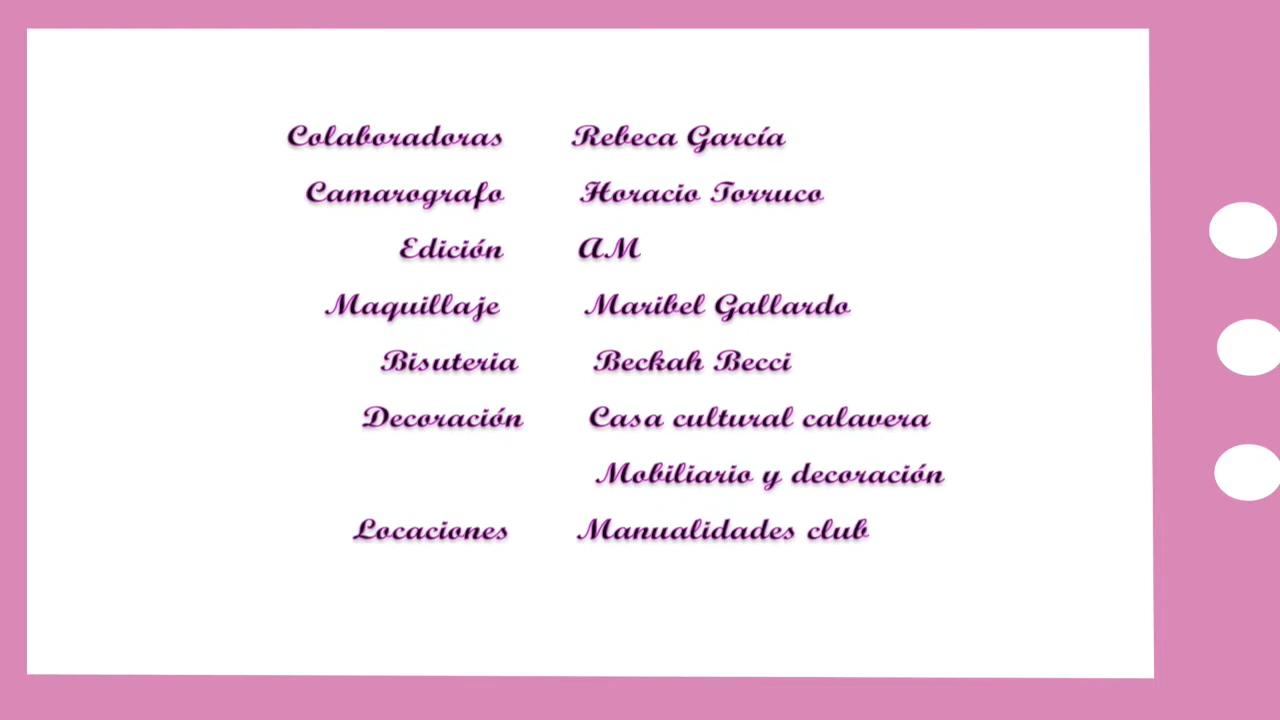 Colaboradoras Rebeca García
Camarografo Horacio Torruco
Edición AM
Maquillaje Maribel Gallardo
Bisuteria Beckah Becci
Decoración Casa cultural calavera
Mobiliario y decoración
Locaciones Manualidades club